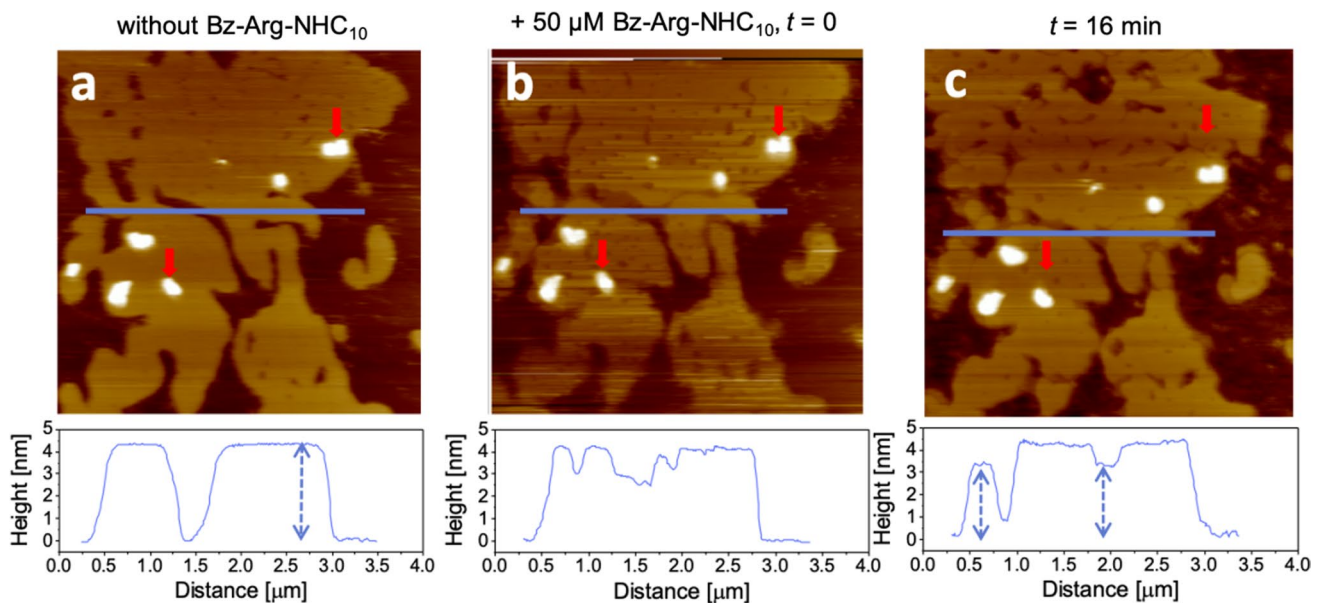 without Bz-Arg-NHC₁₀
+ 50 µM Bz-Arg-NHC₁₀, t = 0
t = 16 min
a
b
c
5
4
3
2
1
0
Height [nm]
0.0 0.5 1.0 1.5 2.0 2.5 3.0 3.5 4.0
Distance [µm]
5
4
3
2
1
0
Height [nm]
0.0 0.5 1.0 1.5 2.0 2.5 3.0 3.5 4.0
Distance [µm]
5
4
3
2
1
0
Height [nm]
0.0 0.5 1.0 1.5 2.0 2.5 3.0 3.5 4.0
Distance [µm]